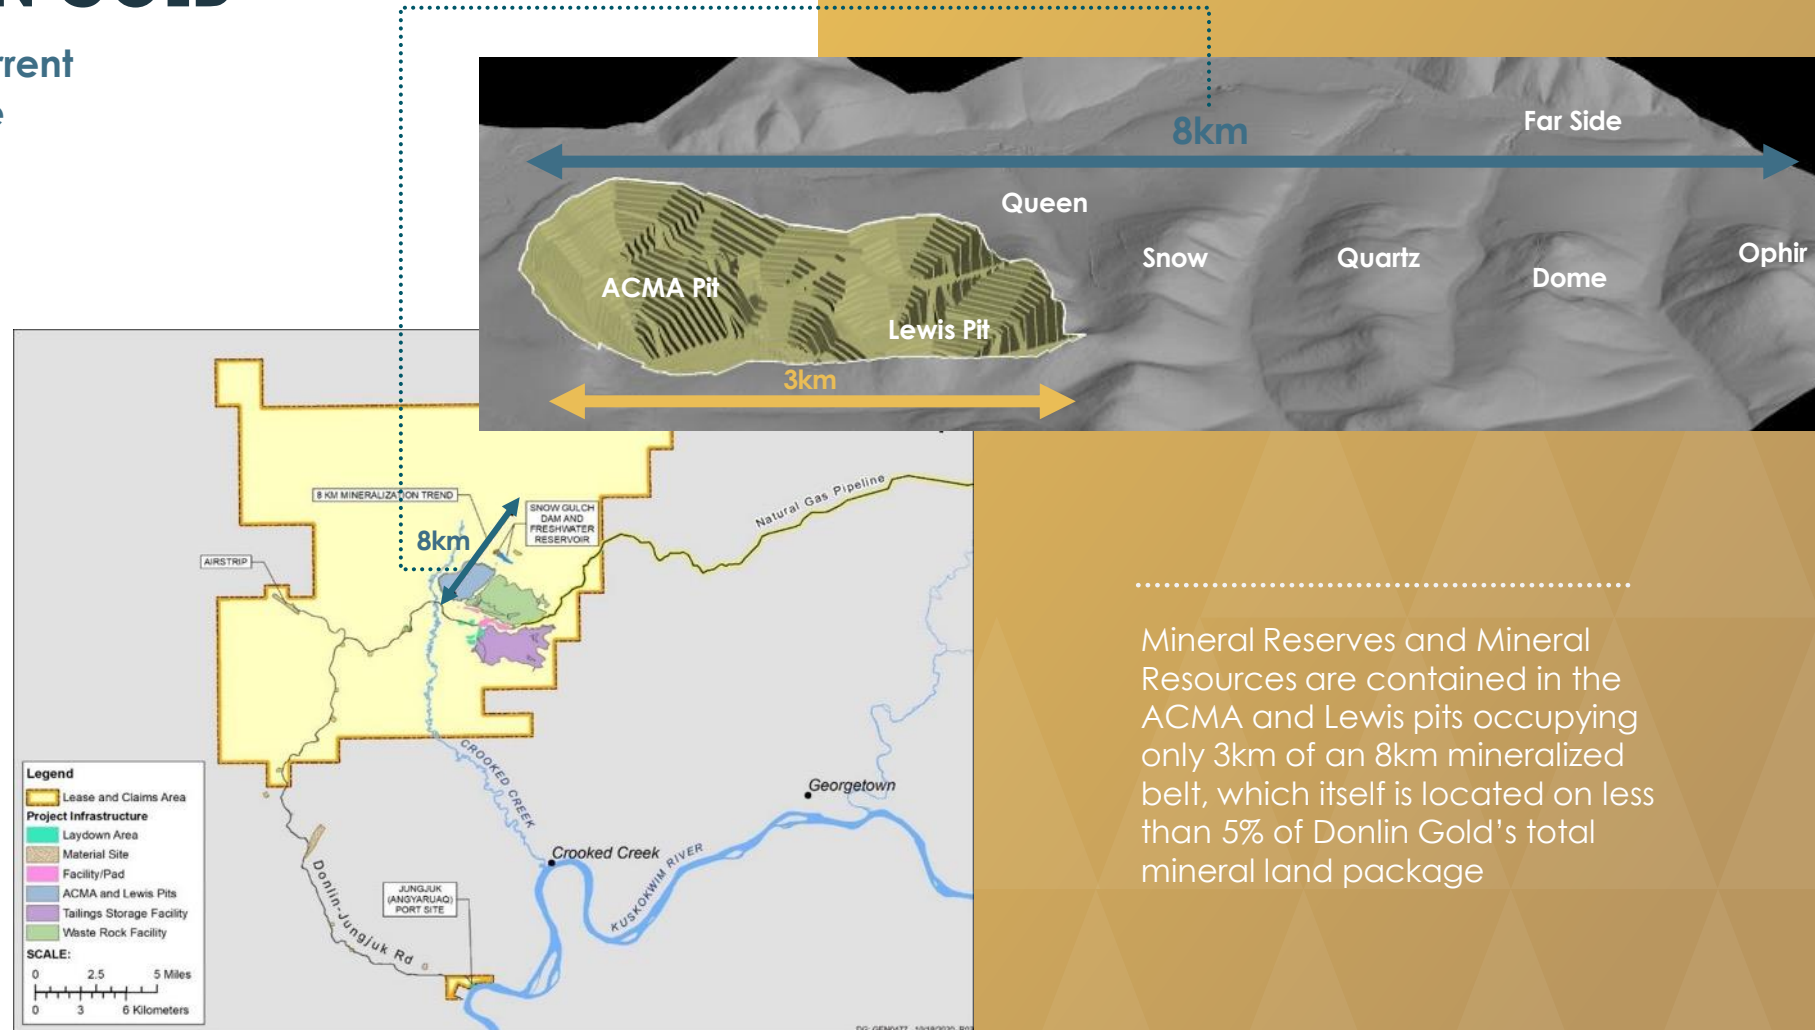 N GOLD
rrent
e
8km
Far Side
Queen
Snow
Quartz
Dome
Ophir
ACMA Pit
Lewis Pit
3km
8 KM MINERALIZATION TREND
SNOW GULCH
DAM AND
FRESHWATER
RESERVOIR
8km
AIRSTRIP
Natural Gas Pipeline
CROOKED CREEK
Georgetown
Crooked Creek
KUSKOKWIM RIVER
JUNGJUK
(ANGYARUAQ)
PORT SITE
Donlin-Jungjuk Rd
Legend
Lease and Claims Area
Project Infrastructure
Laydown Area
Material Site
Facility/Pad
ACMA and Lewis Pits
Tailings Storage Facility
Waste Rock Facility
SCALE:
0 2.5 5 Miles
0 3 6 Kilometers
Mineral Reserves and Mineral
Resources are contained in the
ACMA and Lewis pits occupying
only 3km of an 8km mineralized
belt, which itself is located on less
than 5% of Donlin Gold’s total
mineral land package